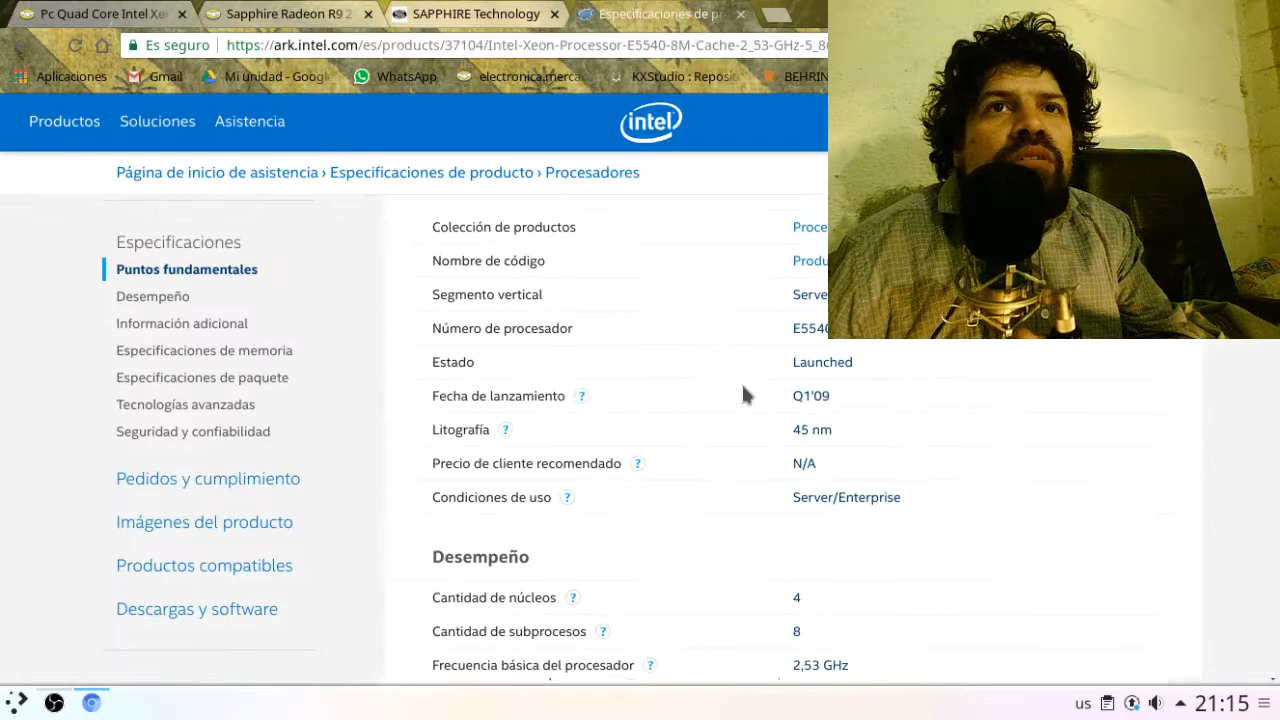 Pc Quad Core Intel Xe
Sapphire Radeon R9 2
SAPPHIRE Technology
Especificaciones de p
Es seguro
https://ark.intel.com/es/products/37104/Intel-Xeon-Processor-E5540-8M-Cache-2_53-GHz-5_8
Aplicaciones
Gmail
Mi unidad - Google
WhatsApp
electronica.merca
KXStudio : Reposit
BEHRIN
Productos
Soluciones
Asistencia
intel
Página de inicio de asistencia › Especificaciones de producto › Procesadores
Especificaciones
Puntos fundamentales
Desempeño
Información adicional
Especificaciones de memoria
Especificaciones de paquete
Tecnologías avanzadas
Seguridad y confiabilidad
Pedidos y cumplimiento
Imágenes del producto
Productos compatibles
Descargas y software
Colección de productos Proce
Nombre de código Produ
Segmento vertical Serve
Número de procesador E5540
Estado Launched
Fecha de lanzamiento ? Q1'09
Litografía ? 45 nm
Precio de cliente recomendado ? N/A
Condiciones de uso ? Server/Enterprise
Desempeño
Cantidad de núcleos ? 4
Cantidad de subprocesos ? 8
Frecuencia básica del procesador ? 2,53 GHz
us
21:15